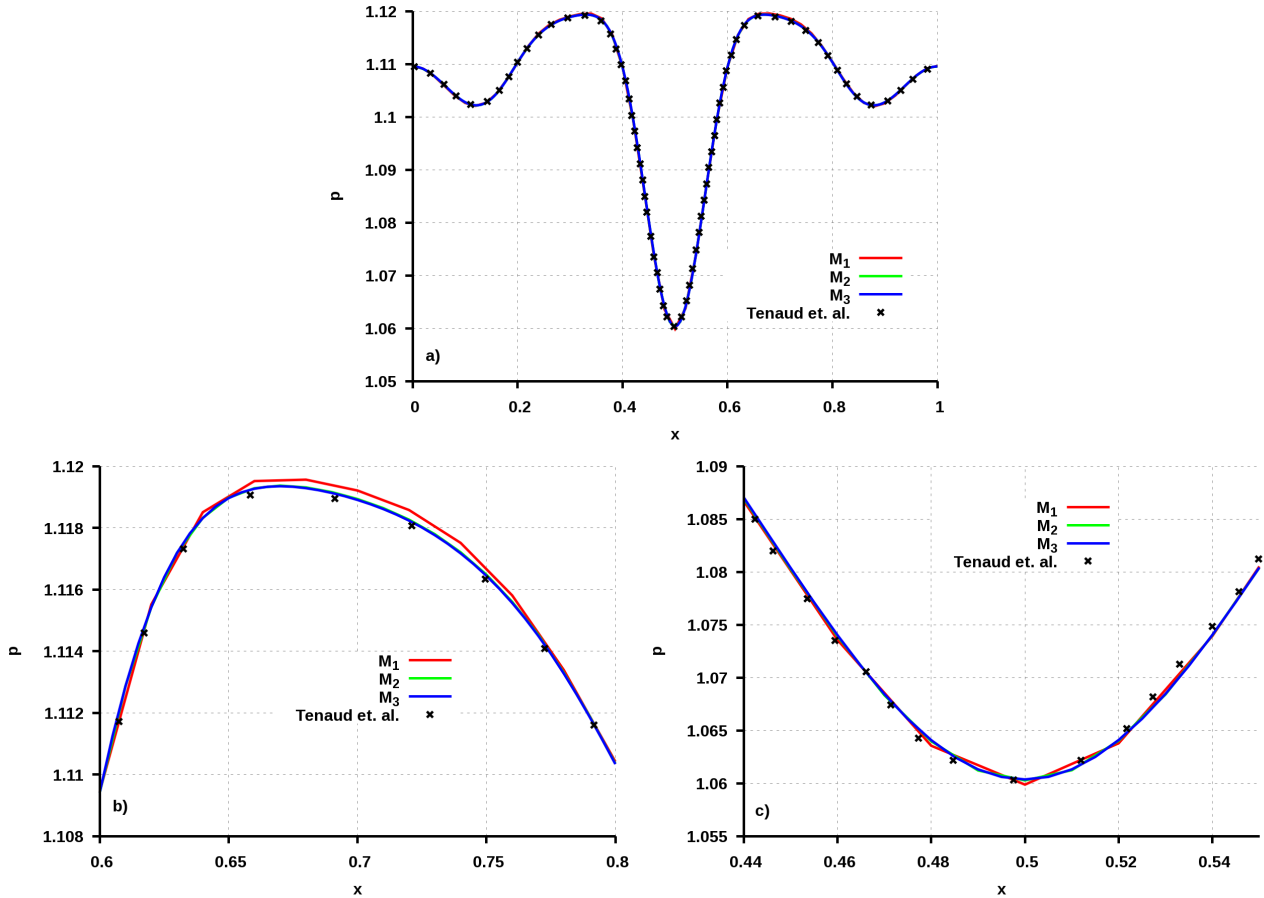 1.12
1.11
1.1
1.09
1.08
1.07
1.06
1.05
p
0 0.2 0.4 0.6 0.8 1
x
M1
M2
M3
Tenaud et. al.
a)
1.12
1.118
1.116
1.114
1.112
1.11
1.108
p
0.6 0.65 0.7 0.75 0.8
x
M1
M2
M3
Tenaud et. al.
b)
1.09
1.085
1.08
1.075
1.07
1.065
1.06
1.055
p
0.44 0.46 0.48 0.5 0.52 0.54
x
M1
M2
M3
Tenaud et. al.
c)